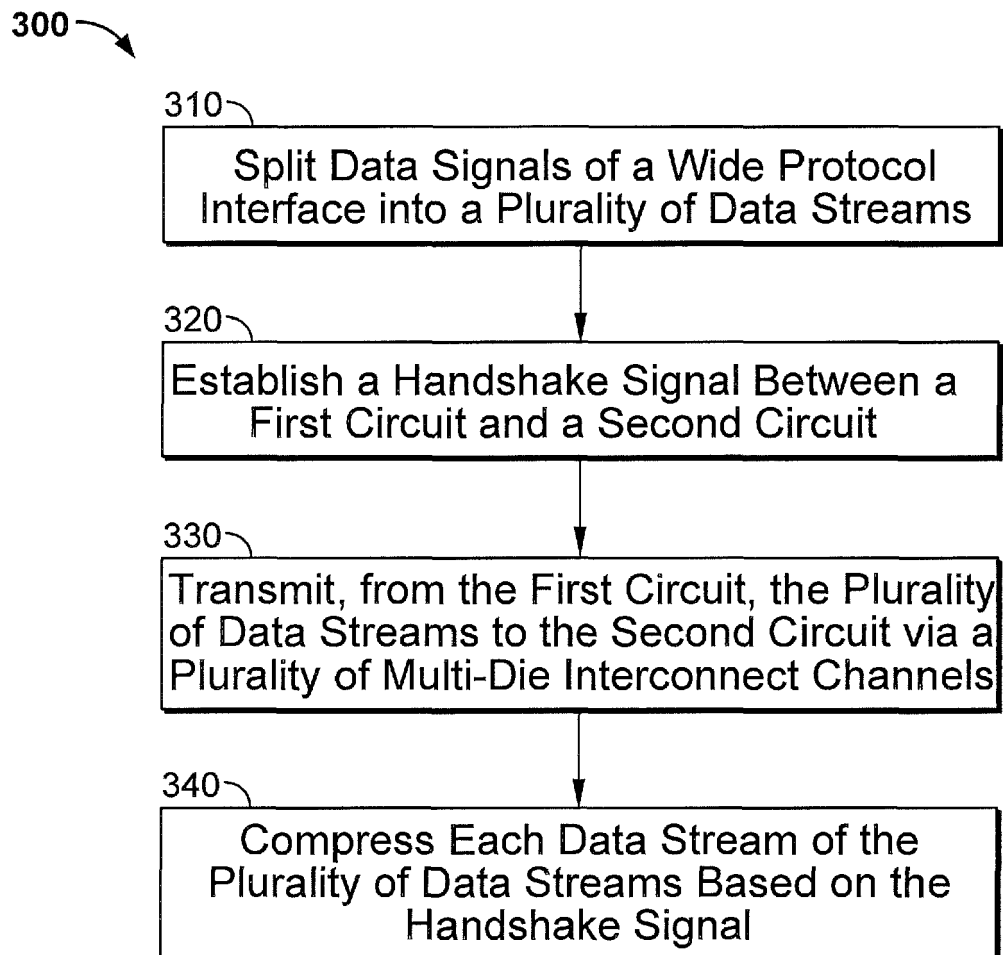 300
310
Split Data Signals of a Wide Protocol
Interface into a Plurality of Data Streams
320
Establish a Handshake Signal Between a
First Circuit and a Second Circuit
330
Transmit, from the First Circuit, the Plurality
of Data Streams to the Second Circuit via a
Plurality of Multi-Die Interconnect Channels
340
Compress Each Data Stream of the
Plurality of Data Streams Based on the
Handshake Signal